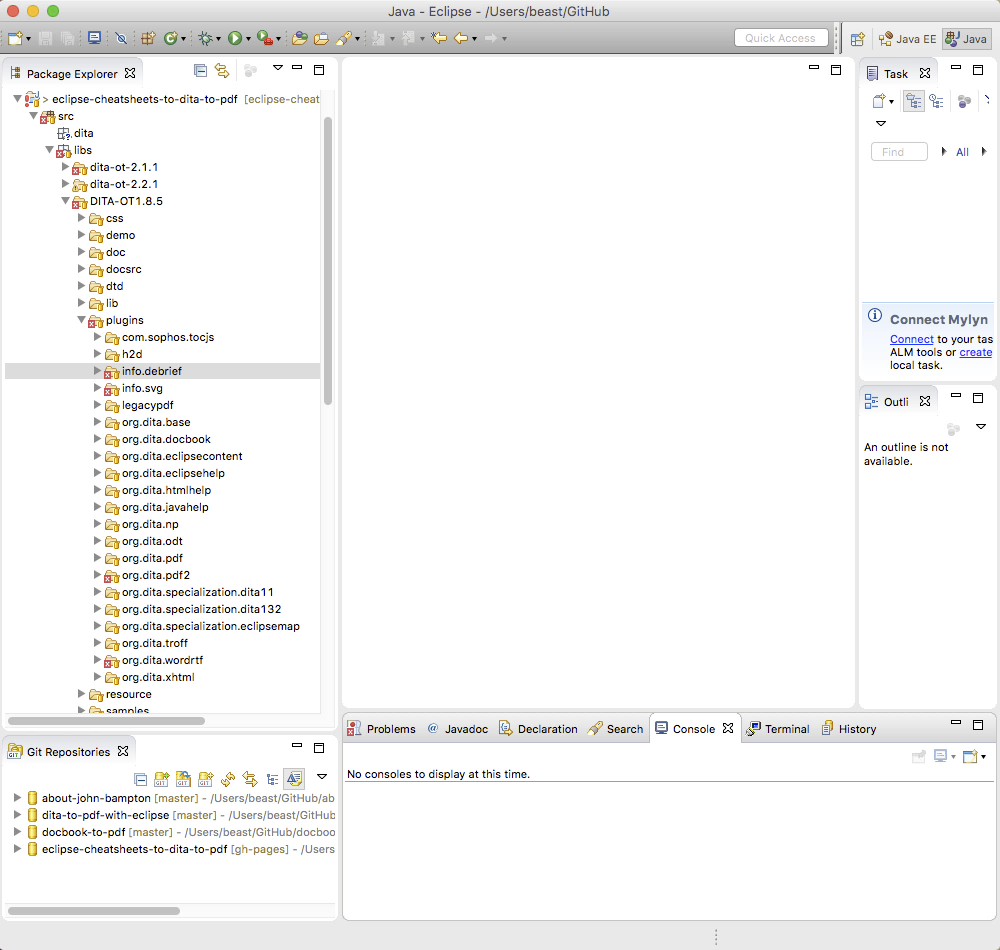 Java - Eclipse - /Users/beast/GitHub
Quick Access
Java EE
Java
Package Explorer
> eclipse-cheatsheets-to-dita-to-pdf [eclipse-cheat
src
dita
libs
dita-ot-2.1.1
dita-ot-2.2.1
DITA-OT1.8.5
css
demo
doc
docsrc
dtd
lib
plugins
com.sophos.tocjs
h2d
info.debrief
info.svg
legacypdf
org.dita.base
org.dita.docbook
org.dita.eclipsecontent
org.dita.eclipsehelp
org.dita.htmlhelp
org.dita.javahelp
org.dita.np
org.dita.odt
org.dita.pdf
org.dita.pdf2
org.dita.specialization.dita11
org.dita.specialization.dita132
org.dita.specialization.eclipsemap
org.dita.troff
org.dita.wordrtf
org.dita.xhtml
resource
samples
Git Repositories
about-john-bampton [master] - /Users/beast/GitHub/ab
dita-to-pdf-with-eclipse [master] - /Users/beast/GitHub/
docbook-to-pdf [master] - /Users/beast/GitHub/docboo
eclipse-cheatsheets-to-dita-to-pdf [gh-pages] - /Users
Task
Find
All
Connect Mylyn
Connect to your tas
ALM tools or create
local task.
Outli
An outline is not
available.
Problems
@ Javadoc
Declaration
Search
Console
Terminal
History
No consoles to display at this time.